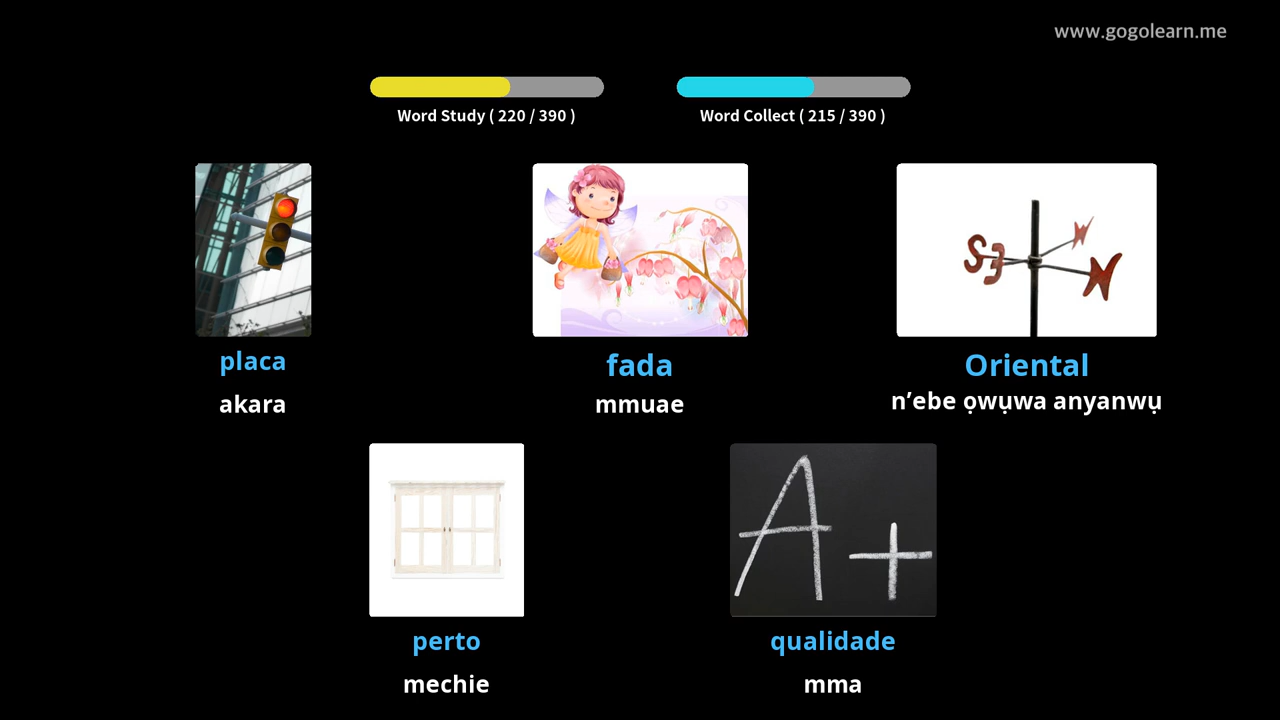 www.gogolearn.me
Word Study ( 220 / 390 )
Word Collect ( 215 / 390 )
placa
akara
fada
mmuae
S
E
N
W
Oriental
n’ebe ọwụwa anyanwụ
perto
mechie
A+
qualidade
mma